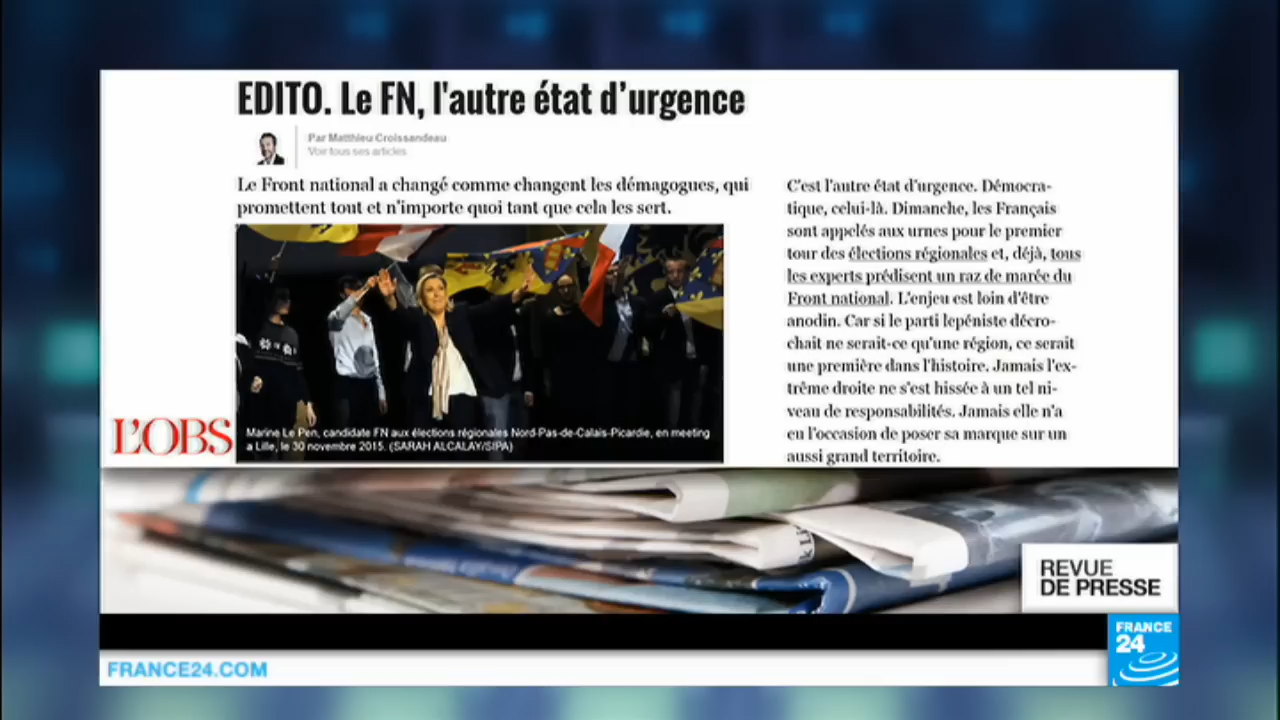 EDITO. Le FN, l'autre état d'urgence
Par Matthieu Croissandeau
Voir tous ses articles
Le Front national a changé comme changent les démagogues, qui
promettent tout et n'importe quoi tant que cela les sert.
Marine Le Pen, candidate FN aux élections régionales Nord-Pas-de-Calais-Picardie, en meeting
a Lille, le 30 novembre 2015. (SARAH ALCALAY/SIPA)
L'OBS
C'est l'autre état d'urgence. Démocra-
tique, celui-là. Dimanche, les Français
sont appelés aux urnes pour le premier
tour des élections régionales et, déjà, tous
les experts prédisent un raz de marée du
Front national. L'enjeu est loin d'être
anodin. Car si le parti lepéniste décro-
chait ne serait-ce qu'une région, ce serait
une première dans l'histoire. Jamais l'ex-
trême droite ne s'est hissée à un tel ni-
veau de responsabilités. Jamais elle n'a
eu l'occasion de poser sa marque sur un
aussi grand territoire.
REVUE
DE PRESSE
FRANCE
24
FRANCE24.COM